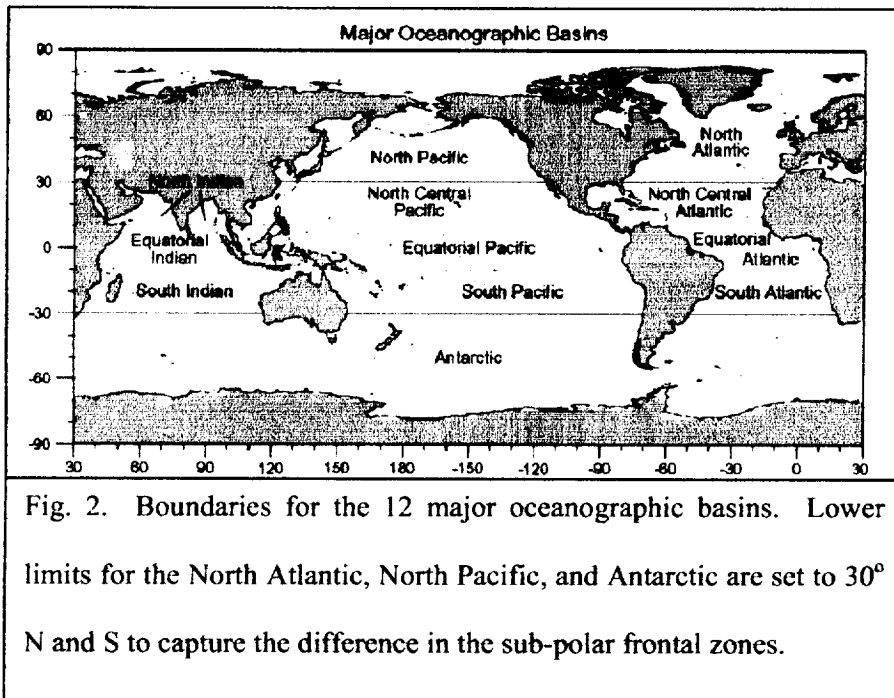 Major Oceanographic Basins
90
60
30
0
-30
-60
-90
North Pacific
North
Atlantic
North Indian
North Central
Pacific
North Central
Atlantic
Equatorial
Indian
Equatorial Pacific
Equatorial
Atlantic
South Indian
South Pacific
South Atlantic
Antarctic
30 60 90 120 150 180 -150 -120 -90 -60 -30 0 30
Fig. 2. Boundaries for the 12 major oceanographic basins. Lower
limits for the North Atlantic, North Pacific, and Antarctic are set to 30°
N and S to capture the difference in the sub-polar frontal zones.